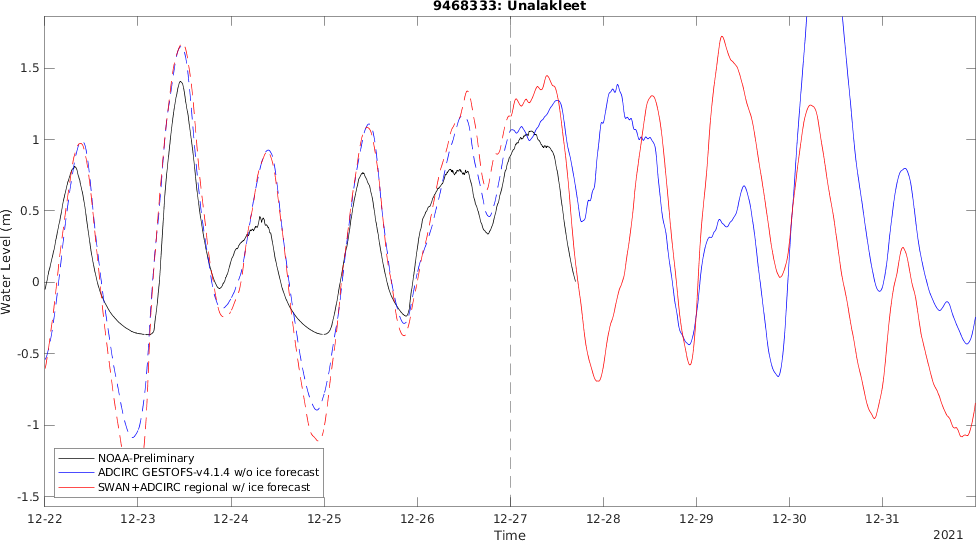 9468333: Unalakleet
Water Level (m)
1.5
1
0.5
0
-0.5
-1
-1.5
NOAA-Preliminary
ADCIRC GESTOFS-v4.1.4 w/o ice forecast
SWAN+ADCIRC regional w/ ice forecast
12-22 12-23 12-24 12-25 12-26 12-27 12-28 12-29 12-30 12-31
Time
2021